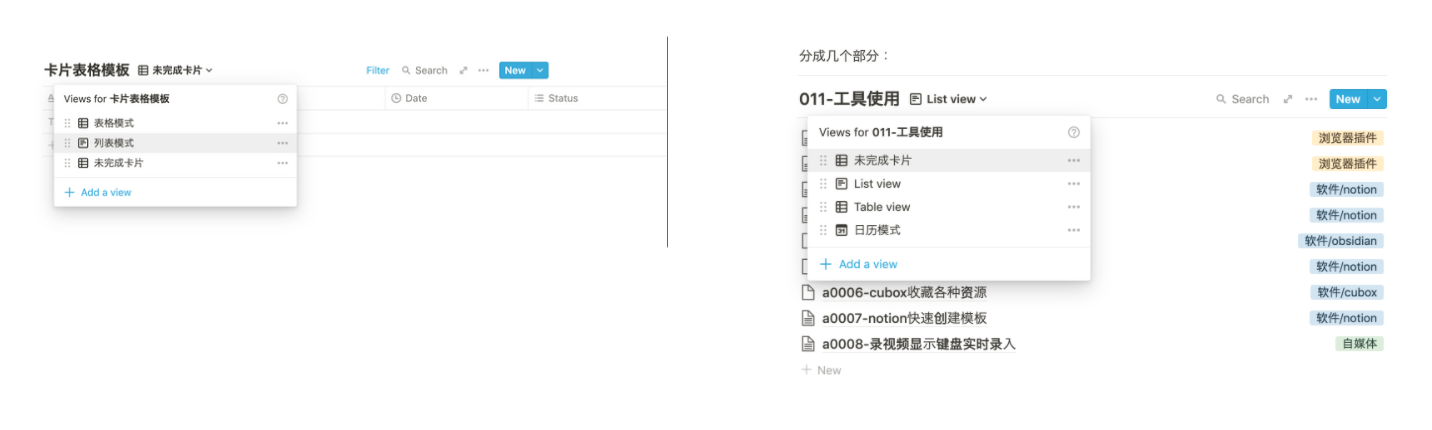 卡片表格模板 未完成卡片 Filter Search New
Views for 卡片表格模板
Date Status
表格模式
列表模式
未完成卡片
Add a view
分成几个部分：
011-工具使用 List view Search New
Views for 011-工具使用
浏览器插件
未完成卡片 浏览器插件
List view 软件/notion
Table view 软件/notion
日历模式 软件/obsidian
Add a view 软件/notion
a0006-cubox收藏各种资源 软件/cubox
a0007-notion快速创建模板 软件/notion
a0008-录视频显示键盘实时录入 自媒体
New